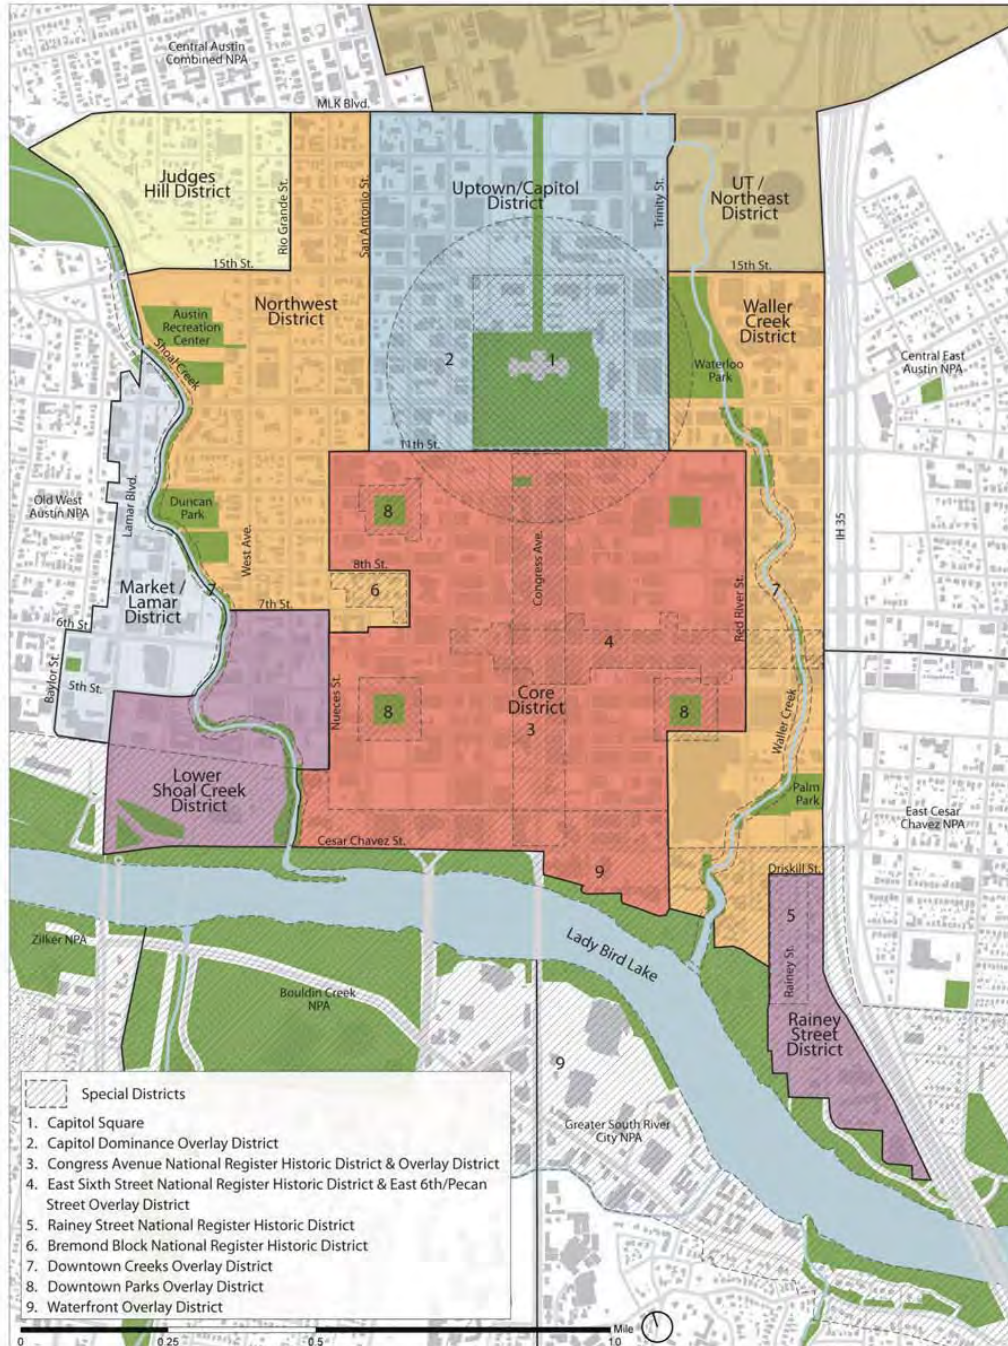 Central Austin
Combined NPA
MLK Blvd.
Judges
Hill District
Rio Grande St.
San Antonio St.
Uptown/Capitol
District
Trinity St.
UT /
Northeast
District
15th St.
15th St.
Northwest
District
Austin
Recreation
Center
Shoal Creek
2
1
Waller
Creek
District
Waterloo
Park
Central East
Austin NPA
11th St.
Old West
Austin NPA
Lamar Blvd.
Duncan
Park
West Ave.
8
Congress Ave.
IH 35
8th St.
6
7
7
Market /
Lamar
District
7th St.
6th St.
Baylor St.
5th St.
4
Red River St.
Nueces St.
8
Core
District
3
8
Waller Creek
Lower
Shoal Creek
District
Palm
Park
East Cesar
Chavez NPA
Cesar Chavez St.
9
Driskill St.
5
Rainey St.
Zilker NPA
Lady Bird Lake
Bouldin Creek
NPA
Rainey
Street
District
9
Greater South River
City NPA
Special Districts
1. Capitol Square
2. Capitol Dominance Overlay District
3. Congress Avenue National Register Historic District & Overlay District
4. East Sixth Street National Register Historic District & East 6th/Pecan
Street Overlay District
5. Rainey Street National Register Historic District
6. Bremond Block National Register Historic District
7. Downtown Creeks Overlay District
8. Downtown Parks Overlay District
9. Waterfront Overlay District
0 0.25 0.5 1.0 Mile